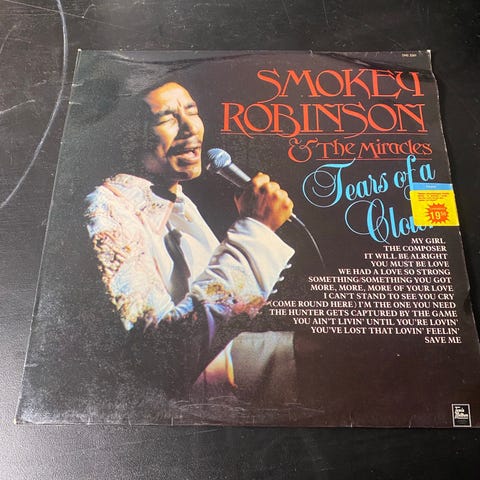 SMOKEY
ROBINSON
& The Miracles
Tears of a
MY GIRL
THE COMPOSER
IT WILL BE ALRIGHT
YOU MUST BE LOVE
WE HAD A LOVE SO STRONG
SOMETHING/SOMETHING YOU GOT
MORE, MORE, MORE OF YOUR LOVE
I CAN'T STAND TO SEE YOU CRY
(COME ROUND HERE) I'M THE ONE YOU NEED
THE HUNTER GETS CAPTURED BY THE GAME
YOU AIN'T LIVIN' UNTIL YOU'RE LOVIN'
YOU'VE LOST THAT LOVIN' FEELIN'
SAVE ME